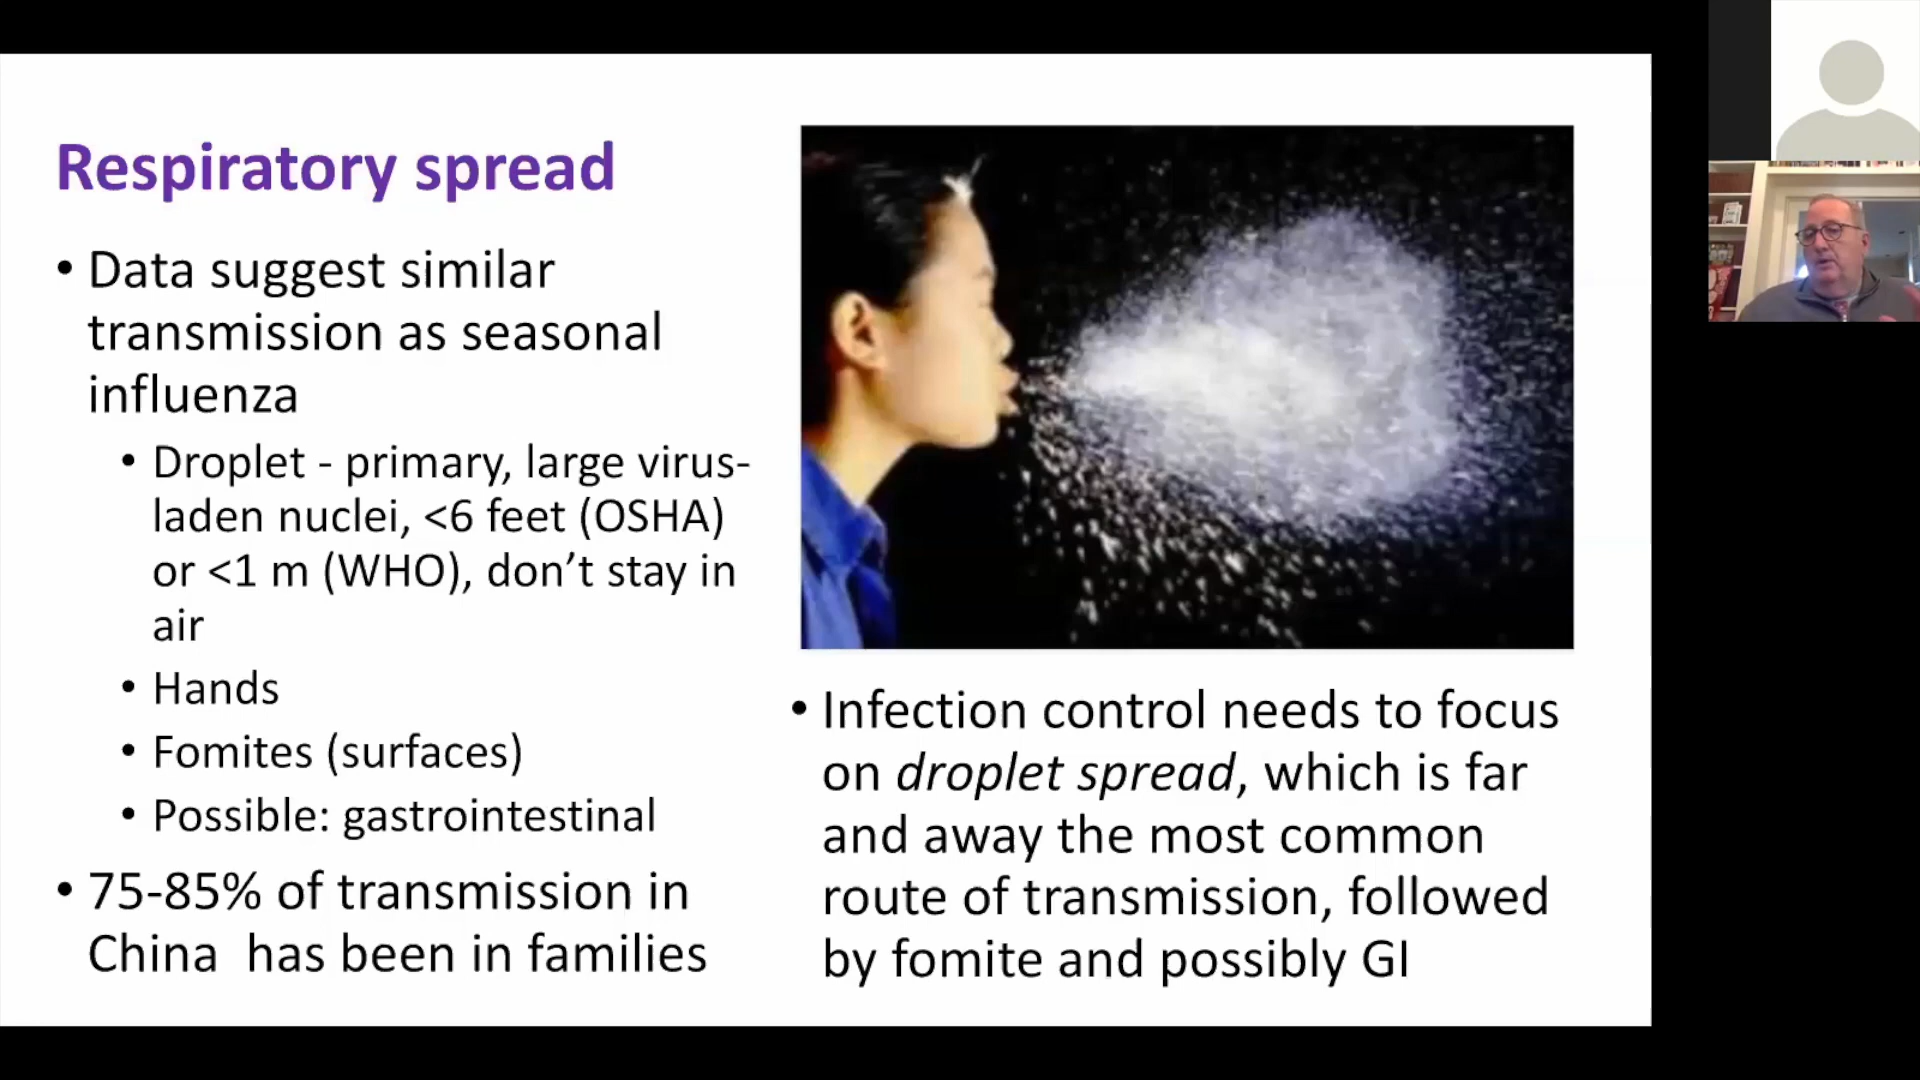 Respiratory spread
• Data suggest similar
transmission as seasonal
influenza
• Droplet - primary, large virus-
laden nuclei, <6 feet (OSHA)
or <1 m (WHO), don’t stay in
air
• Hands
• Fomites (surfaces)
• Possible: gastrointestinal
• 75-85% of transmission in
China  has been in families
• Infection control needs to focus
on droplet spread, which is far
and away the most common
route of transmission, followed
by fomite and possibly GI